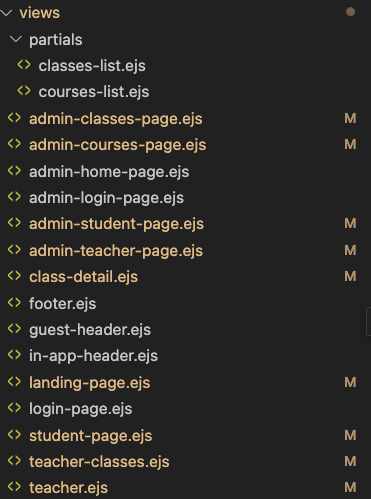 views
partials
classes-list.ejs
courses-list.ejs
admin-classes-page.ejs M
admin-courses-page.ejs M
admin-home-page.ejs
admin-login-page.ejs
admin-student-page.ejs M
admin-teacher-page.ejs M
class-detail.ejs M
footer.ejs
guest-header.ejs
in-app-header.ejs
landing-page.ejs M
login-page.ejs
student-page.ejs M
teacher-classes.ejs M
teacher.ejs M